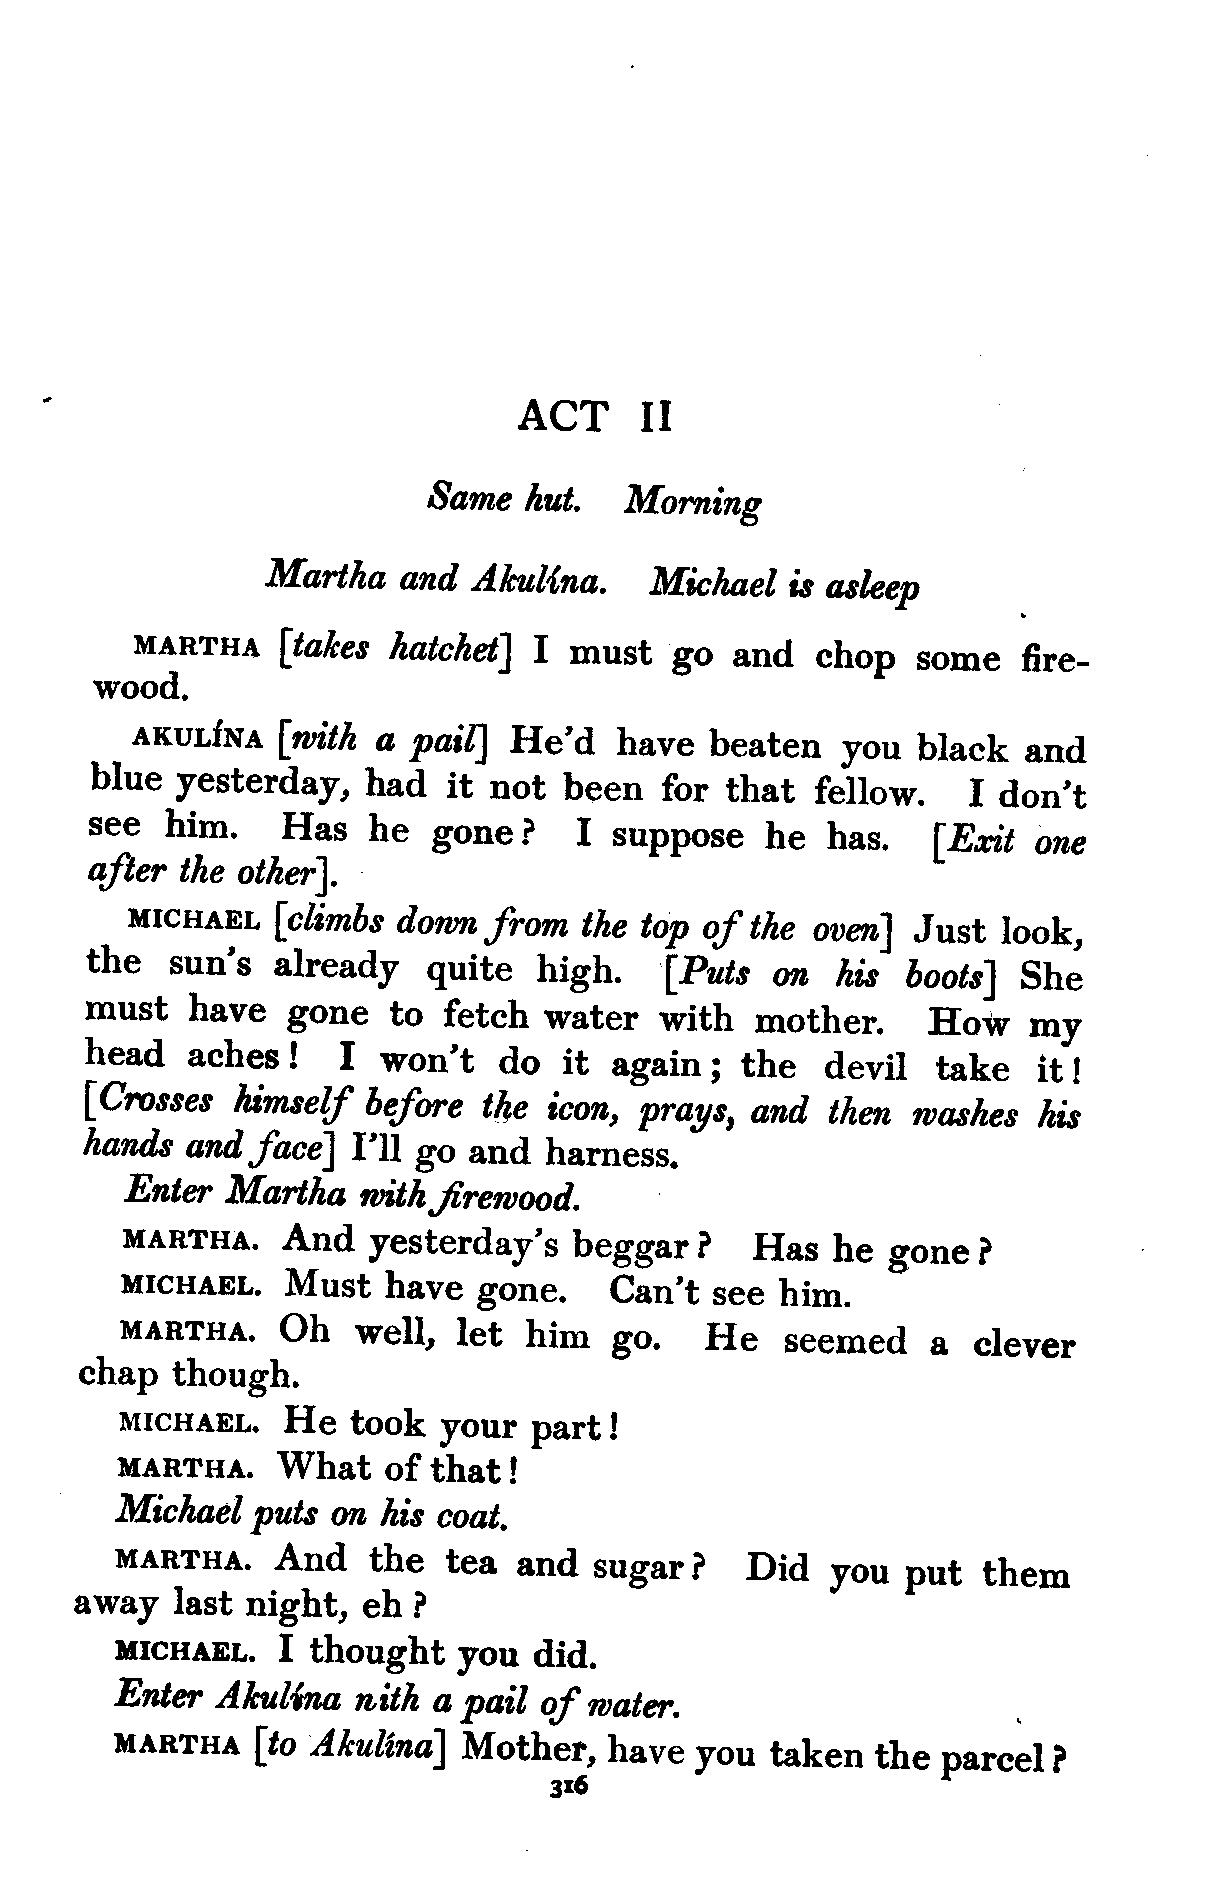 ACT II
Same hut. Morning
Martha and Akulína. Michael is asleep
MARTHA [takes hatchet] I must go and chop some fire-
wood.
AKULÍNA [with a pail] He'd have beaten you black and
blue yesterday, had it not been for that fellow. I don't
see him. Has he gone? I suppose he has. [Exit one
after the other].
MICHAEL [climbs down from the top of the oven] Just look,
the sun's already quite high. [Puts on his boots] She
must have gone to fetch water with mother. How my
head aches! I won't do it again; the devil take it!
[Crosses himself before the icon, prays, and then washes his
hands and face] I'll go and harness.
Enter Martha with firewood.
MARTHA. And yesterday's beggar? Has he gone?
MICHAEL. Must have gone. Can't see him.
MARTHA. Oh well, let him go. He seemed a clever
chap though.
MICHAEL. He took your part!
MARTHA. What of that!
Michael puts on his coat.
MARTHA. And the tea and sugar? Did you put them
away last night, eh?
MICHAEL. I thought you did.
Enter Akulína with a pail of water.
MARTHA [to Akulína] Mother, have you taken the parcel?
316